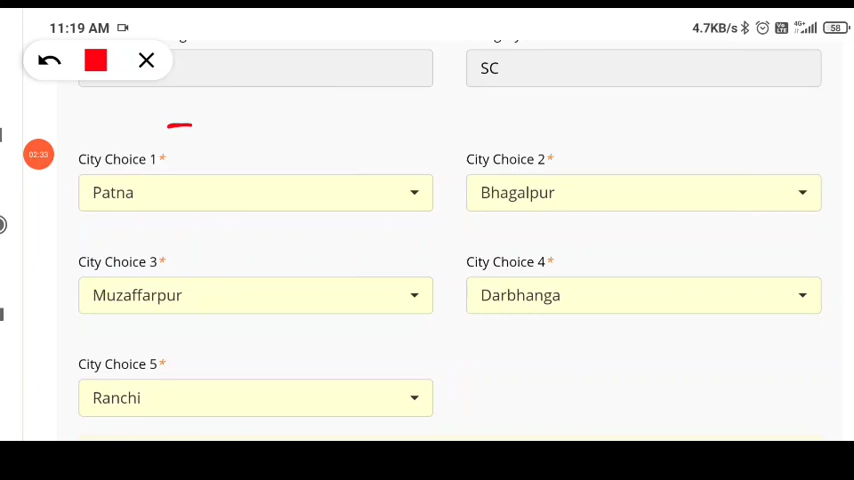 11:19 AM
4.7KB/s
4G+
58
SC
02:33
City Choice 1*
City Choice 2*
Patna
Bhagalpur
City Choice 3*
City Choice 4*
Muzaffarpur
Darbhanga
City Choice 5*
Ranchi